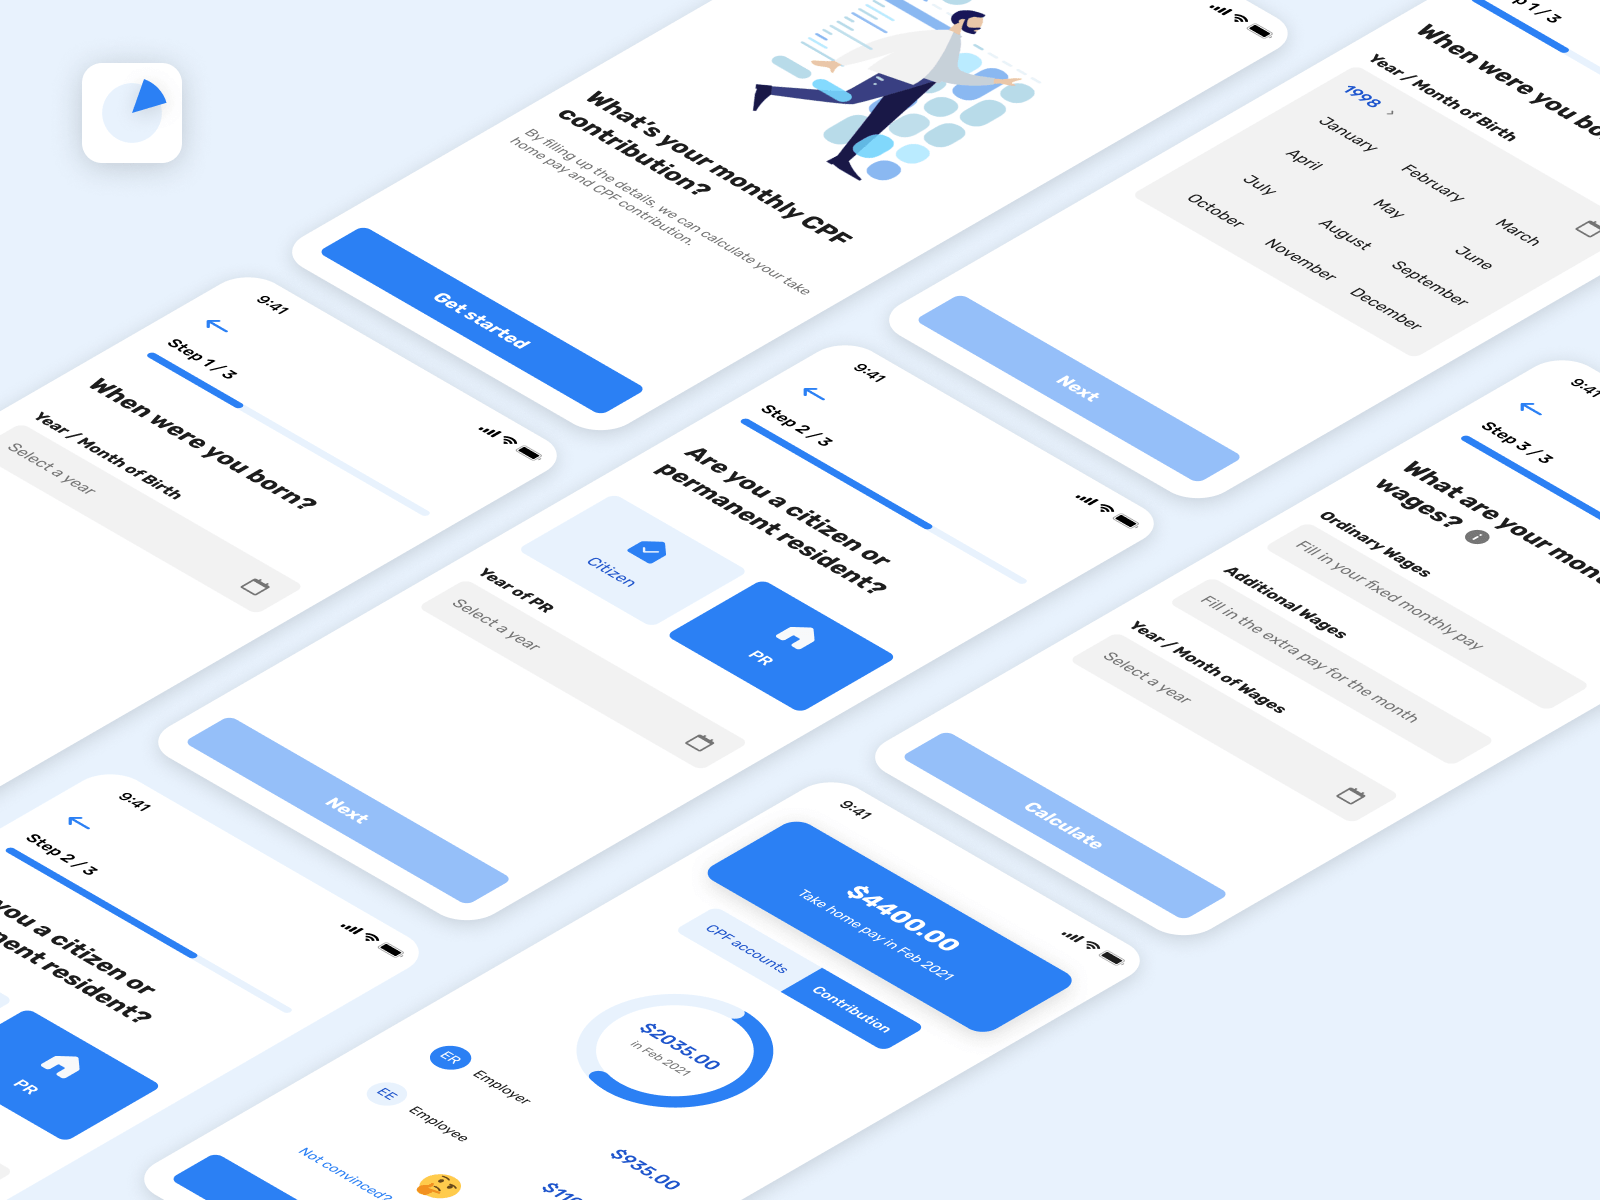 What's your monthly CPF
contribution?
By filling up the details, we can calculate your take
home pay and CPF contribution.
Get started
1 / 3
When were you
Year / Month of Birth
1998 ›
January
February
March
April
May
June
July
August
September
October
November
December
Next
9:41
Step 1 / 3
When were you born?
Year / Month of Birth
Select a year
9:41
Step 2 / 3
Are you a citizen or
permanent resident?
Citizen
PR
Year of PR
Select a year
Next
9:41
Step 3 / 3
What are your
wages? i
Ordinary Wages
Fill in your fixed monthly pay
Additional Wages
Fill in the extra pay for the month
Year / Month of Wages
Select a year
Calculate
9:41
Step 2 / 3
you a citizen or
resident?
PR
9:41
$4400.00
Take home pay in Feb 2021
CPF accounts
Contribution
$2035.00
in Feb 2021
ER Employer
$935.00
EE Employee
Not convinced?